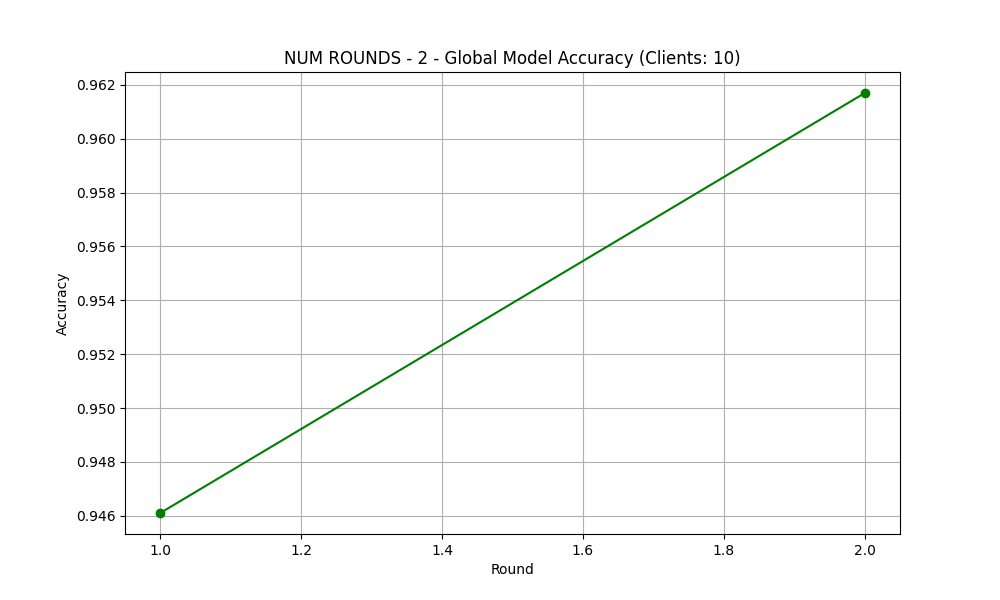 NUM ROUNDS - 2 - Global Model Accuracy (Clients: 10)
0.962
0.960
0.958
0.956
0.954
0.952
0.950
0.948
0.946
Accuracy
1.0 1.2 1.4 1.6 1.8 2.0
Round